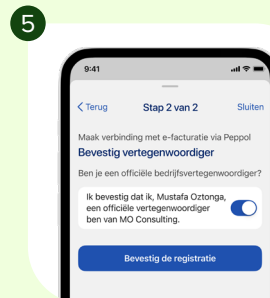 5
9:41
Terug Stap 2 van 2 Sluiten
Maak verbinding met e-facturatie via Peppol
Bevestig vertegenwoordiger
Ben je een officiële bedrijfsvertegenwoordiger?
Ik bevestig dat ik, Mustafa Oztonga,
een officiële vertegenwoordiger
ben van MO Consulting.
Bevestig de registratie